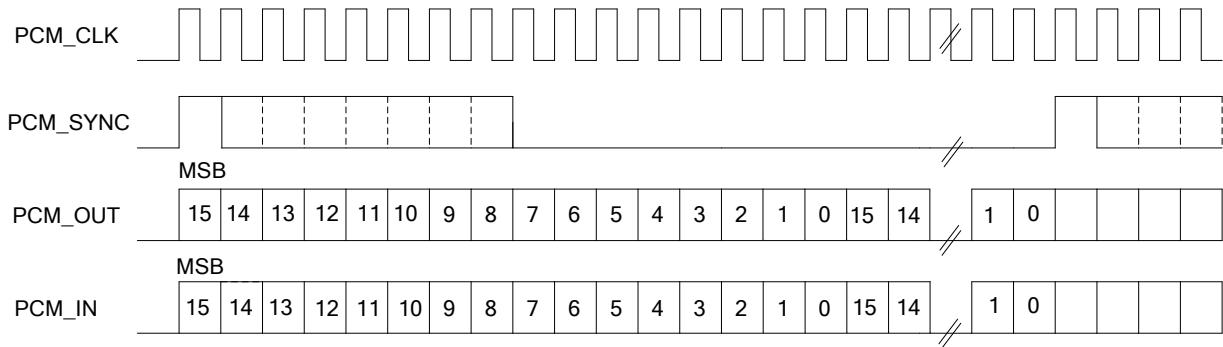 PCM_CLK
PCM_SYNC
MSB
PCM_OUT 15 14 13 12 11 10 9 8 7 6 5 4 3 2 1 0 15 14 1 0
MSB
PCM_IN 15 14 13 12 11 10 9 8 7 6 5 4 3 2 1 0 15 14 1 0